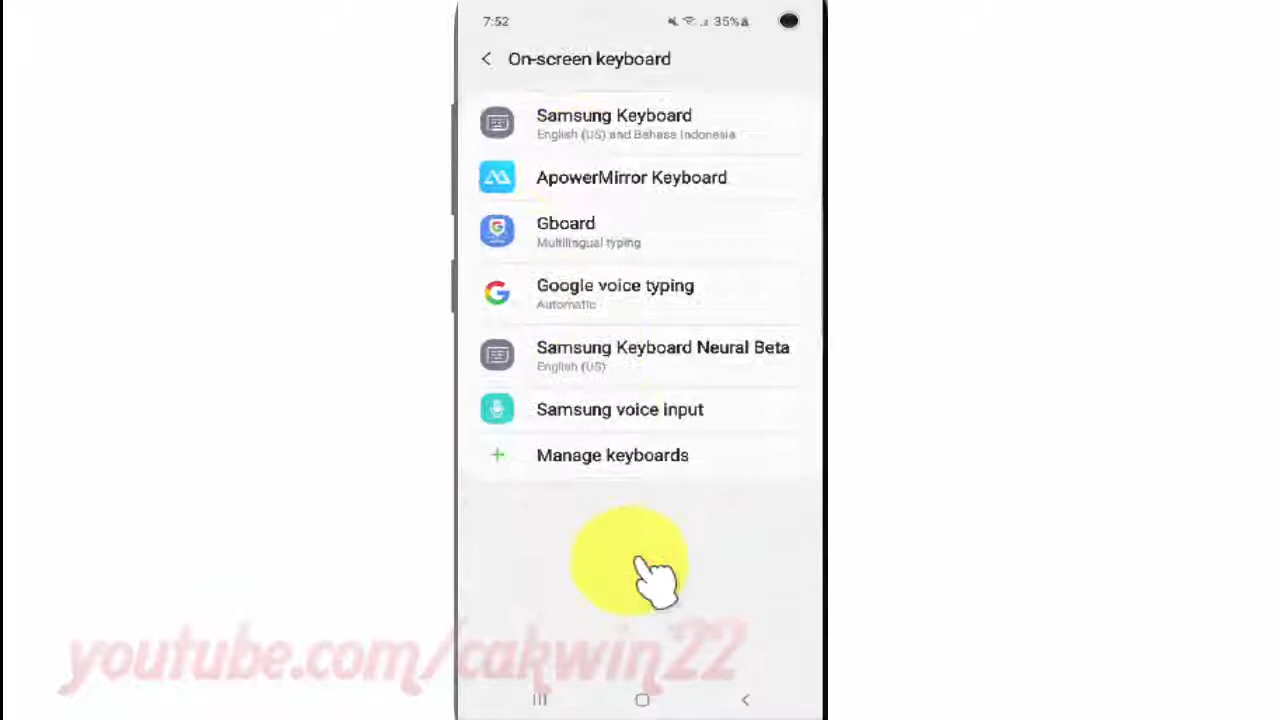 7:52
35%
On-screen keyboard
Samsung Keyboard
English (US) and Bahasa Indonesia
ApowerMirror Keyboard
Gboard
Multilingual typing
Google voice typing
Automatic
Samsung Keyboard Neural Beta
English (US)
Samsung voice input
Manage keyboards
youtube.com/cakwin22